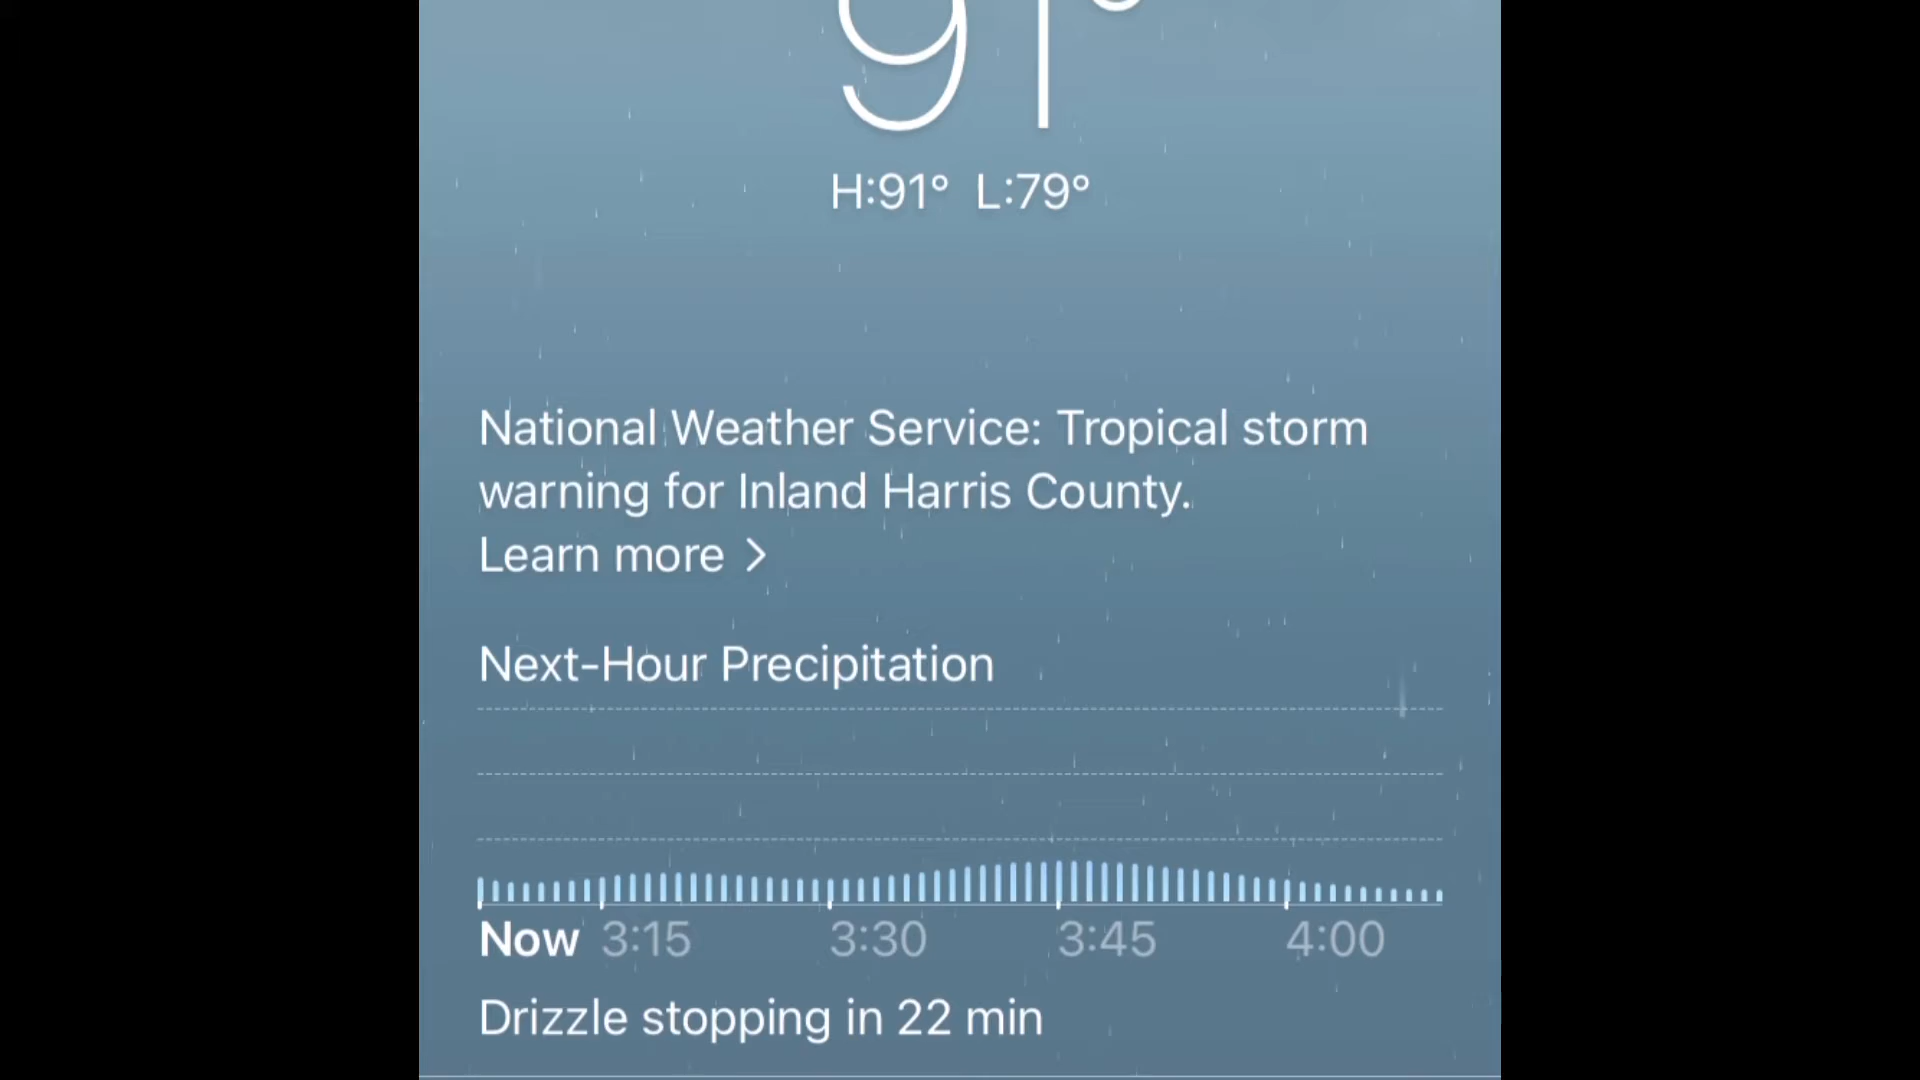 91°
H:91° L:79°
National Weather Service: Tropical storm
warning for Inland Harris County.
Learn more >
Next-Hour Precipitation
Now 3:15 3:30 3:45 4:00
Drizzle stopping in 22 min